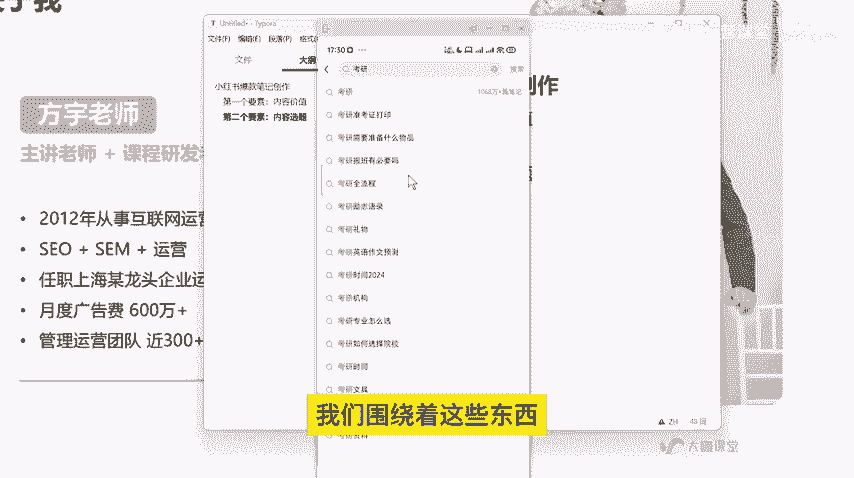 方宇老师
主讲老师 + 课程研发
• 2012年从事互联网运营
• SEO + SEM + 运营
• 任职上海某龙头企业运
• 月度广告费 600万+
• 管理运营团队 近300+
Untitled• - Typora
文件(F) 编辑(E) 段落(P) 格式(
文件
大纲
小红书爆款笔记创作
第一个要素：内容价值
第二个要素：内容选题
17:30
考研
搜索
考研
1068万+篇笔记
考研准考证打印
考研需要准备什么物品
考研报班有必要吗
考研全流程
考研励志语录
考研礼物
考研英语作文预测
考研时间2024
考研机构
考研专业怎么选
考研如何选择院校
考研时间
考研文具
考研资料
创作
我们围绕着这些东西
ZH 43 词
大圈课堂